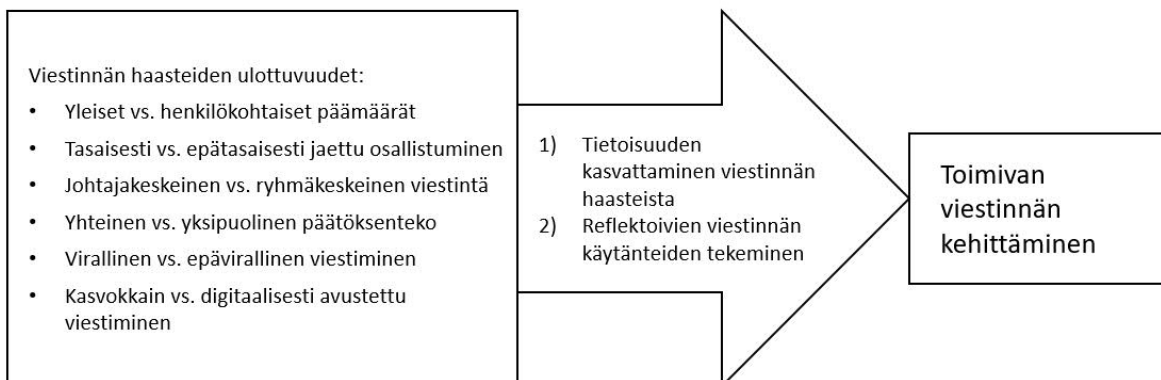 Viestinnän haasteiden ulottuvuudet:
• Yleiset vs. henkilökohtaiset päämäärät
• Tasaisesti vs. epätasaisesti jaettu osallistuminen
• Johtajakeskeinen vs. ryhmäkeskeinen viestintä
• Yhteinen vs. yksipuolinen päätöksenteko
• Virallinen vs. epävirallinen viestiminen
• Kasvokkain vs. digitaalisesti avustettu
viestiminen
1) Tietoisuuden
kasvattaminen viestinnän
haasteista
2) Reflektoivien viestinnän
käytänteiden tekeminen
Toimivan
viestinnän
kehittäminen